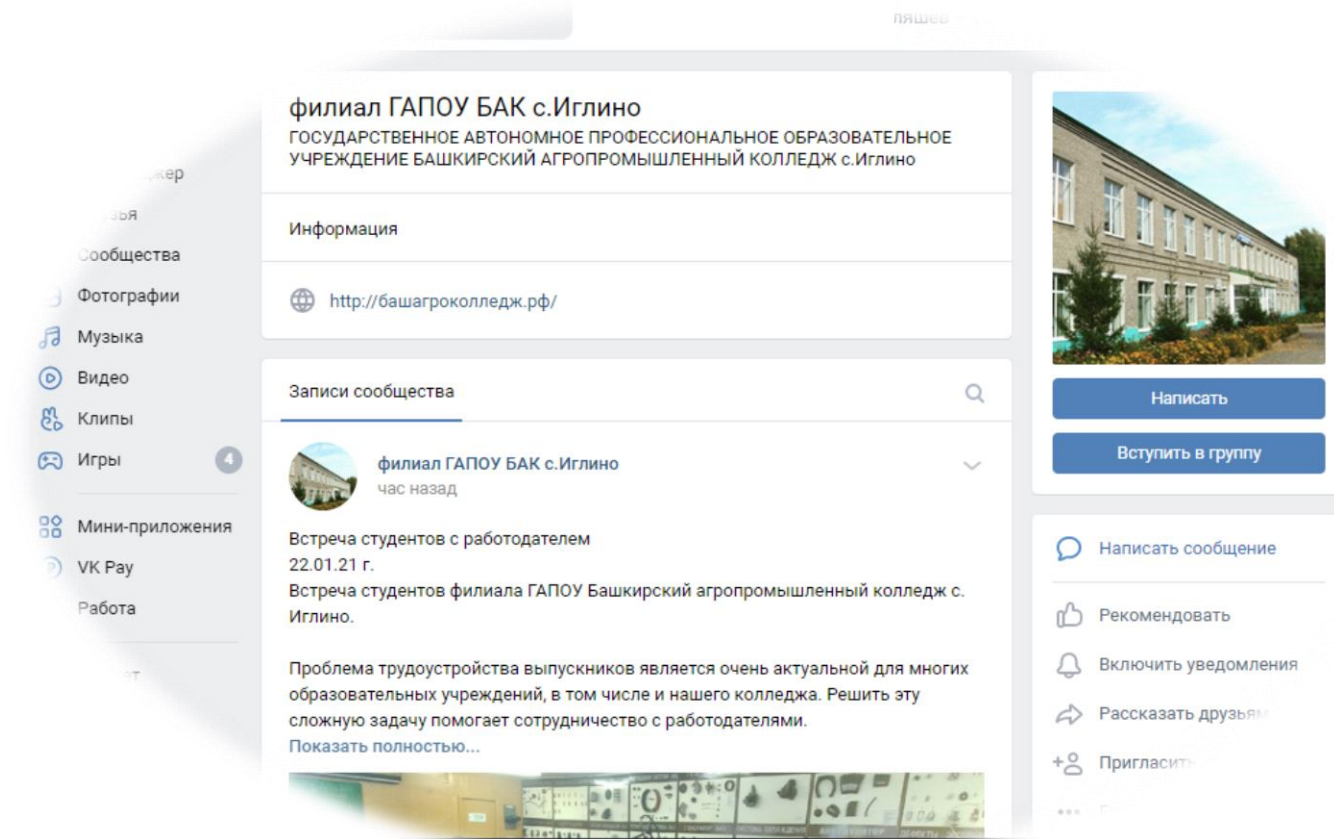 филиал ГАПОУ БАК с.Иглино
ГОСУДАРСТВЕННОЕ АВТОНОМНОЕ ПРОФЕССИОНАЛЬНОЕ ОБРАЗОВАТЕЛЬНОЕ
УЧРЕЖДЕНИЕ БАШКИРСКИЙ АГРОПРОМЫШЛЕННЫЙ КОЛЛЕДЖ с.Иглино
Информация
http://башагроколледж.рф/
Сообщества
Фотографии
Музыка
Видео
Клипы
Игры 4
Мини-приложения
VK Pay
Работа
Записи сообщества
филиал ГАПОУ БАК с.Иглино
час назад
Встреча студентов с работодателем
22.01.21 г.
Встреча студентов филиала ГАПОУ Башкирский агропромышленный колледж с.
Иглино.
Проблема трудоустройства выпускников является очень актуальной для многих
образовательных учреждений, в том числе и нашего колледжа. Решить эту
сложную задачу помогает сотрудничество с работодателями.
Показать полностью...
Написать
Вступить в группу
Написать сообщение
Рекомендовать
Включить уведомления
Рассказать друзьям
Пригласить